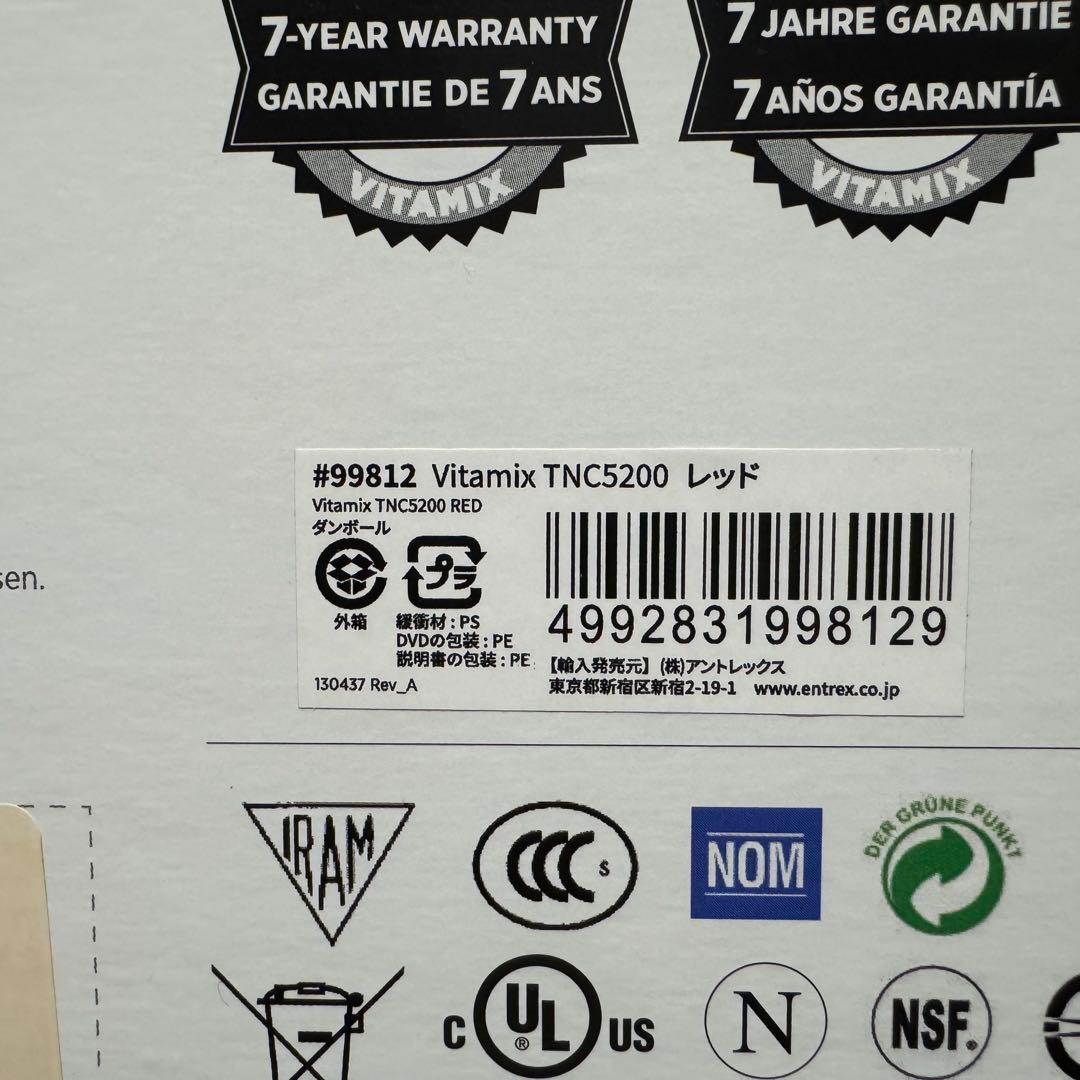 7-YEAR WARRANTY
GARANTIE DE 7 ANS
VITAMIX
7 JAHRE GARANTIE
7 AÑOS GARANTÍA
VITAMIX
#99812 Vitamix TNC5200 レッド
Vitamix TNC5200 RED
ダンボール
プラ
外箱
緩衝材：PS
DVDの包装：PE
説明書の包装：PE
130437 Rev_A
4992831998129
【輸入発売元】(株)アントレックス
東京都新宿区新宿2-19-1 www.entrex.co.jp
sen.
IRAM
CCC S
NOM
DER GRÜNE PUNKT
C UL® US
N
NSF.®